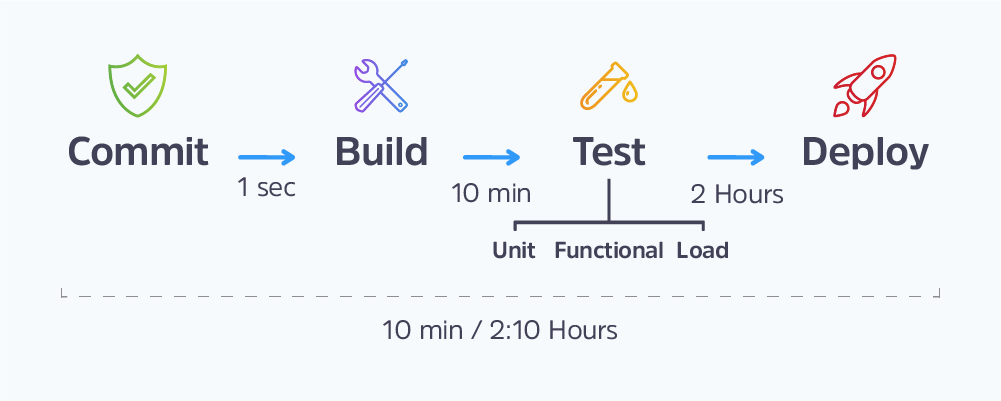 Commit
Build
Test
Deploy
1 sec
10 min
2 Hours
Unit Functional Load
10 min / 2:10 Hours